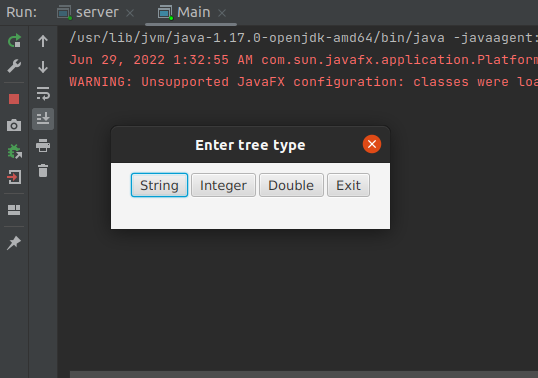 Run: server × Main ×
/usr/lib/jvm/java-1.17.0-openjdk-amd64/bin/java -javaagent:
Jun 29, 2022 1:32:55 AM com.sun.javafx.application.Platform
WARNING: Unsupported JavaFX configuration: classes were loa
Enter tree type
String Integer Double Exit